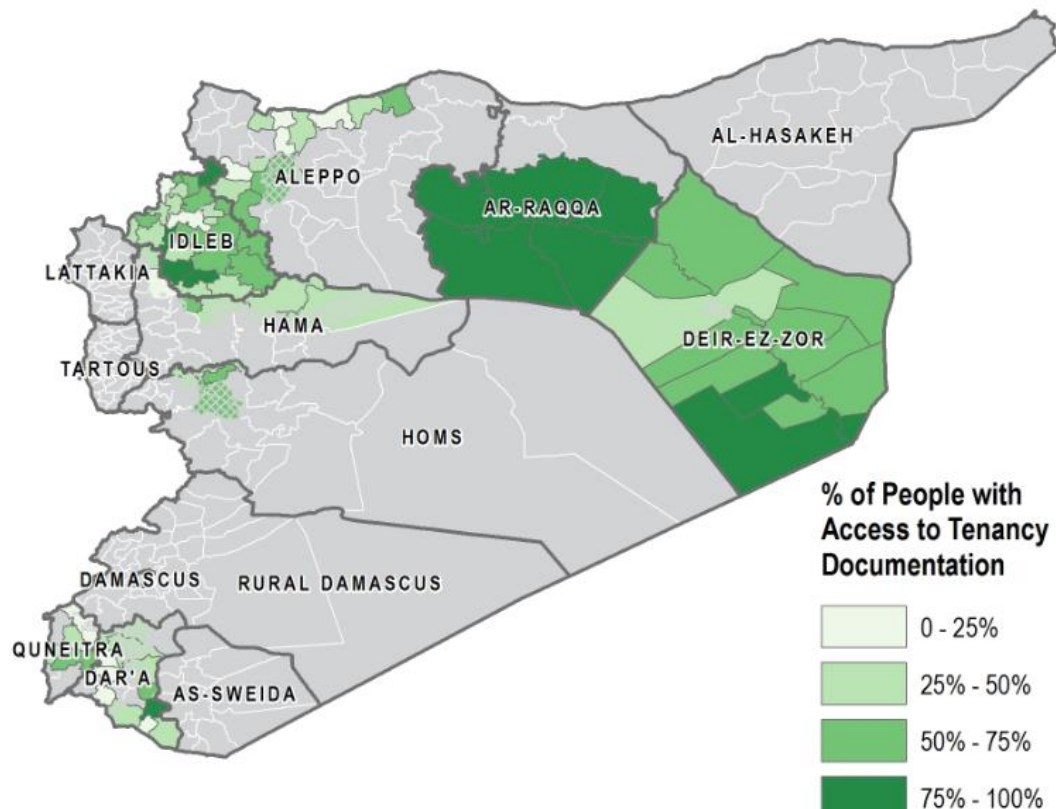 AL-HASAKEH
ALEPPO
AR-RAQQA
IDLEB
LATTAKIA
HAMA
DEIR-EZ-ZOR
TARTOUS
HOMS
% of People with
Access to Tenancy
Documentation
DAMASCUS
RURAL DAMASCUS
0 - 25%
QUNEITRA
DAR'A
AS-SWEIDA
25% - 50%
50% - 75%
75% - 100%